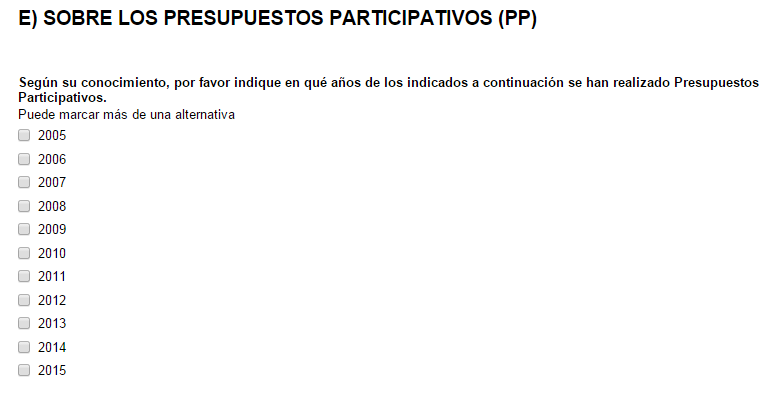 E) SOBRE LOS PRESUPUESTOS PARTICIPATIVOS (PP)
Según su conocimiento, por favor indique en qué años de los indicados a continuación se han realizado Presupuestos
Participativos.
Puede marcar más de una alternativa
2005
2006
2007
2008
2009
2010
2011
2012
2013
2014
2015